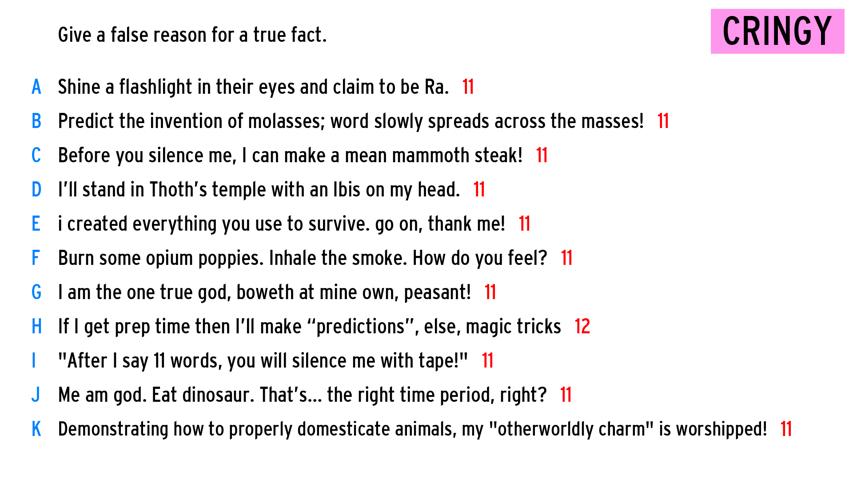 Give a false reason for a true fact.
CRINGY
A Shine a flashlight in their eyes and claim to be Ra. 11
B Predict the invention of molasses; word slowly spreads across the masses! 11
C Before you silence me, I can make a mean mammoth steak! 11
D I'll stand in Thoth's temple with an Ibis on my head. 11
E i created everything you use to survive. go on, thank me! 11
F Burn some opium poppies. Inhale the smoke. How do you feel? 11
G I am the one true god, boweth at mine own, peasant! 11
H If I get prep time then I'll make “predictions”, else, magic tricks 12
I "After I say 11 words, you will silence me with tape!" 11
J Me am god. Eat dinosaur. That's... the right time period, right? 11
K Demonstrating how to properly domesticate animals, my "otherworldly charm" is worshipped! 11